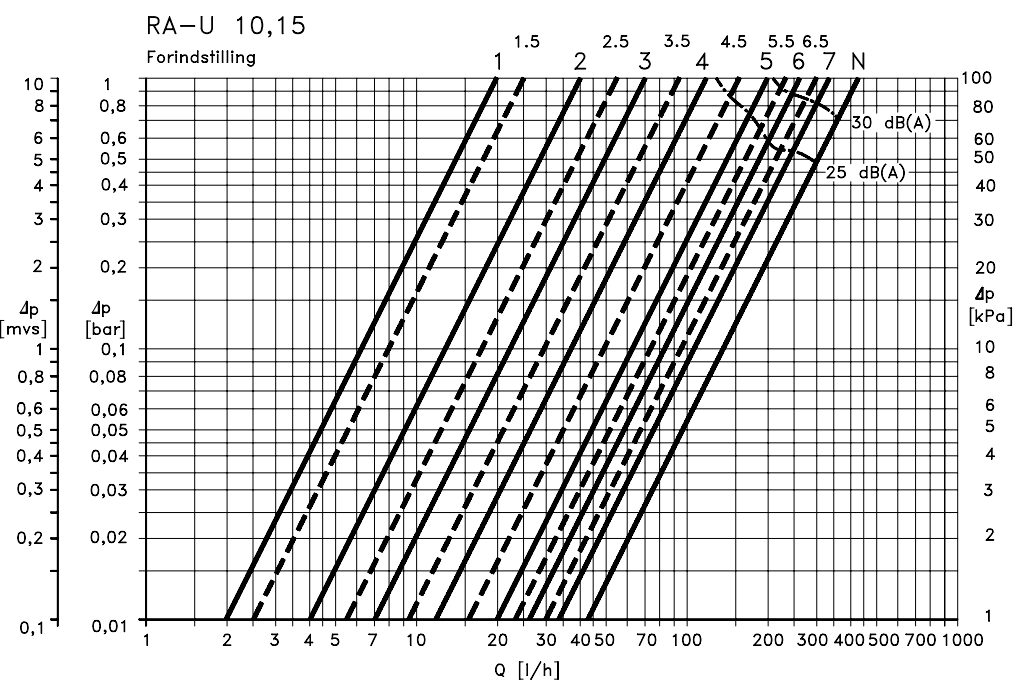 RA-U 10,15
Forindstilling
1.5 2.5 3.5 4.5 5.5 6.5
1 2 3 4 5 6 7 N
10 1 100
8 0,8 80
30 dB(A)
6 0,6 60
5 0,5 50
25 dB(A)
4 0,4 40
3 0,3 30
2 0,2 20
Δp Δp Δp
[mvs] [bar] [kPa]
1 0,1 10
0,8 0,08 8
0,6 0,06 6
0,5 0,05 5
0,4 0,04 4
0,3 0,03 3
0,2 0,02 2
0,1 0,01 1
1 2 3 4 5 7 10 20 30 40 50 70 100 200 300 400 500 700 1000
Q [l/h]